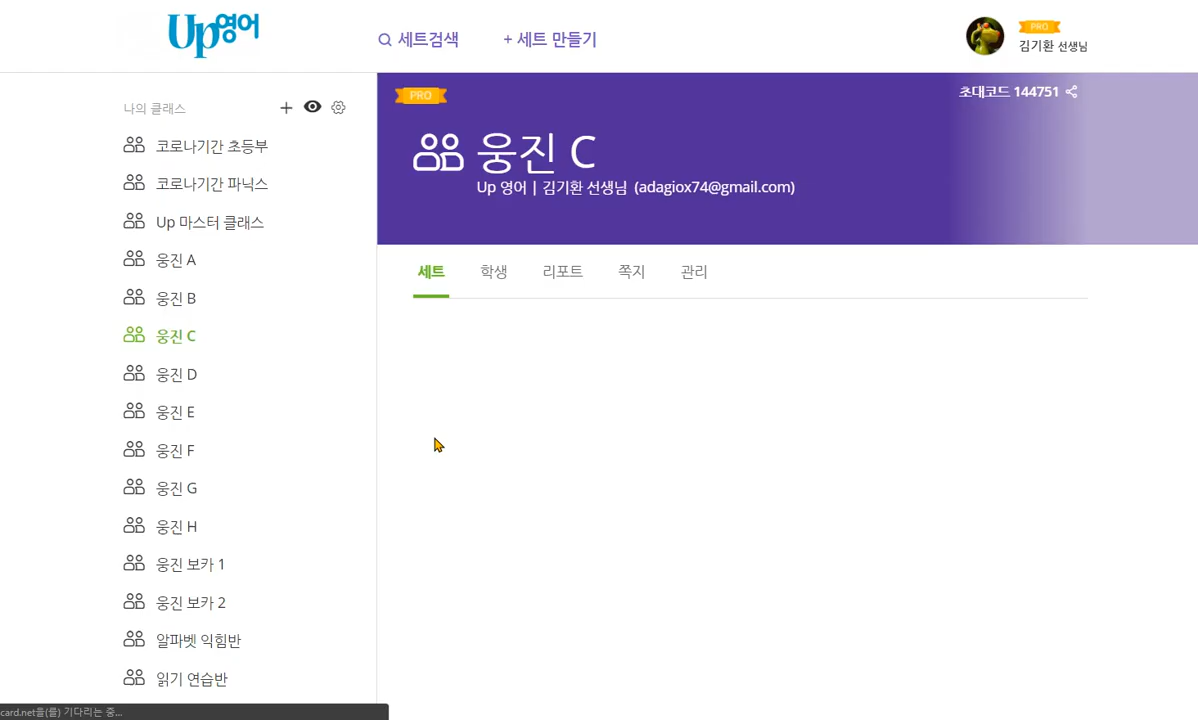 Up영어
세트검색
+ 세트 만들기
PRO
김기환 선생님
나의 클래스
코로나기간 초등부
코로나기간 파닉스
Up 마스터 클래스
웅진 A
웅진 B
웅진 C
웅진 D
웅진 E
웅진 F
웅진 G
웅진 H
웅진 보카 1
웅진 보카 2
알파벳 익힘반
읽기 연습반
PRO
초대코드 144751
웅진 C
Up 영어 | 김기환 선생님 (adagiox74@gmail.com)
세트 학생 리포트 쪽지 관리
card.net을(를) 기다리는 중...